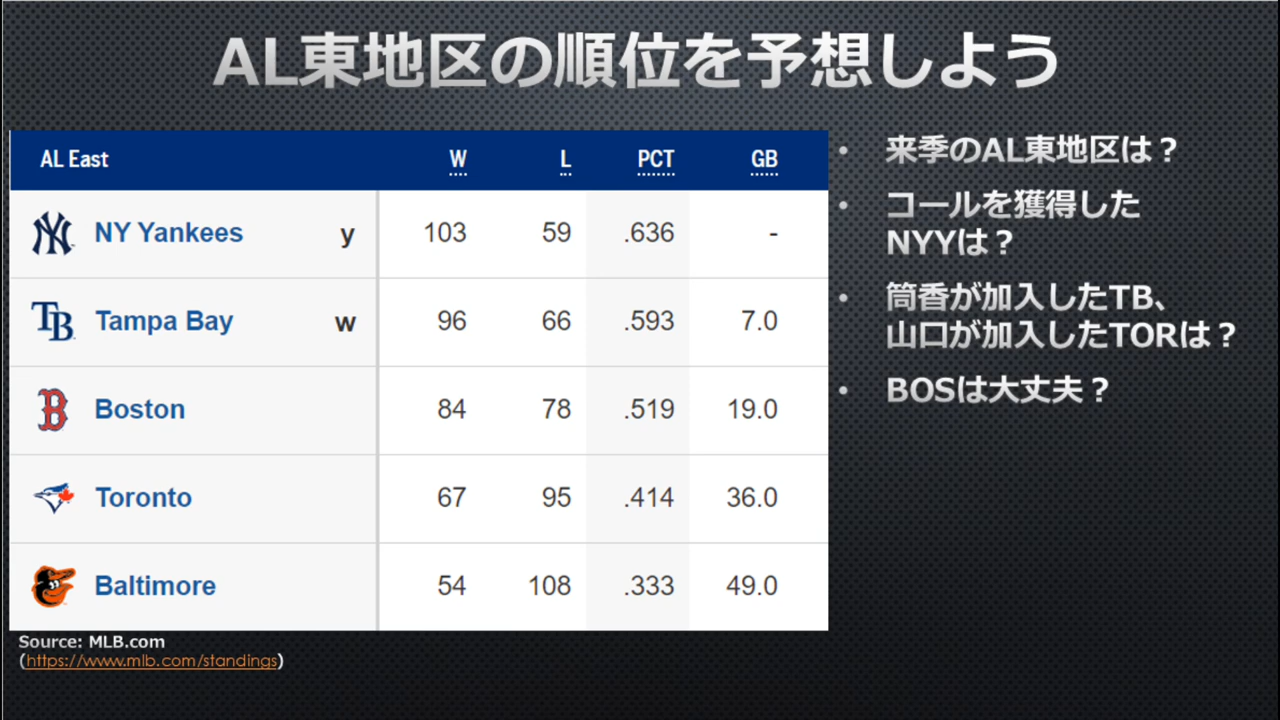 AL東地区の順位を予想しよう
AL East W L PCT GB
NY Yankees y 103 59 .636 -
Tampa Bay w 96 66 .593 7.0
Boston 84 78 .519 19.0
Toronto 67 95 .414 36.0
Baltimore 54 108 .333 49.0
Source: MLB.com
(https://www.mlb.com/standings)
• 来季のAL東地区は？
• コールを獲得した
NYYは？
• 筒香が加入したTB、
山口が加入したTORは？
• BOSは大丈夫？